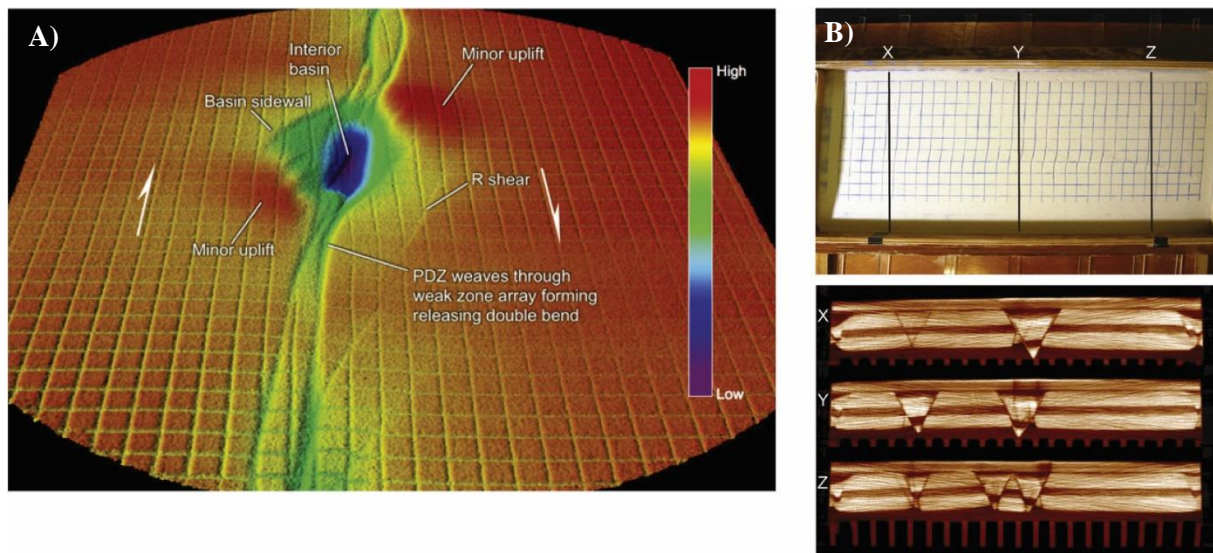 A)
Interior
basin
Minor uplift
Basin sidewall
R shear
Minor uplift
PDZ weaves through
weak zone array forming
releasing double bend
High
Low
B)
X
Y
Z
X
Y
Z